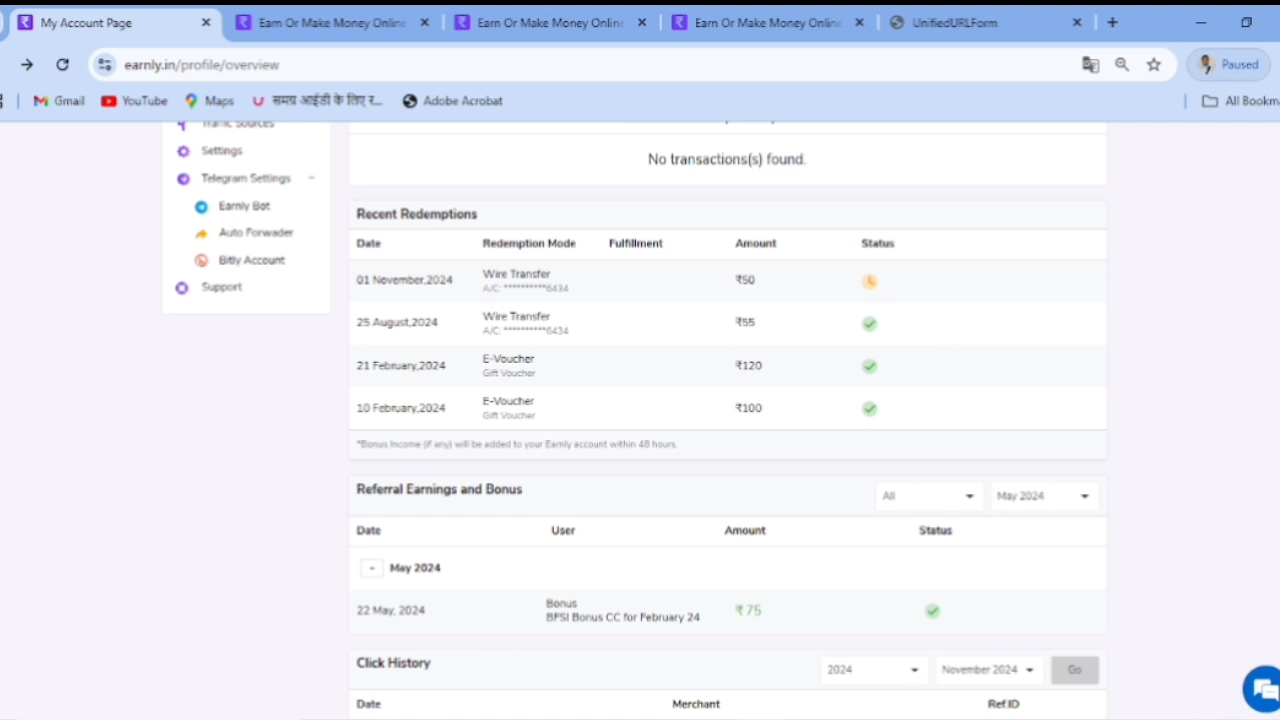 My Account Page
Earn Or Make Money Online
Earn Or Make Money Online
Earn Or Make Money Online
UnifiedURLForm
earnly.in/profile/overview
Paused
Gmail
YouTube
Maps
समग्र आईडी के लिए र...
Adobe Acrobat
All Bookma
Traffic Sources
Settings
Telegram Settings
Earnly Bot
Auto Forwader
Bitly Account
Support
No transactions(s) found.
Recent Redemptions
Date Redemption Mode Fulfillment Amount Status
01 November,2024 Wire Transfer ₹50
A/C: **********6434
25 August,2024 Wire Transfer ₹55
A/C: **********6434
21 February,2024 E-Voucher ₹120
Gift Voucher
10 February,2024 E-Voucher ₹100
Gift Voucher
*Bonus Income (if any) will be added to your Earnly account within 48 hours.
Referral Earnings and Bonus All May 2024
Date User Amount Status
- May 2024
22 May, 2024 Bonus ₹ 75
BFSI Bonus CC for February 24
Click History 2024 November 2024 Go
Date Merchant Ref.ID